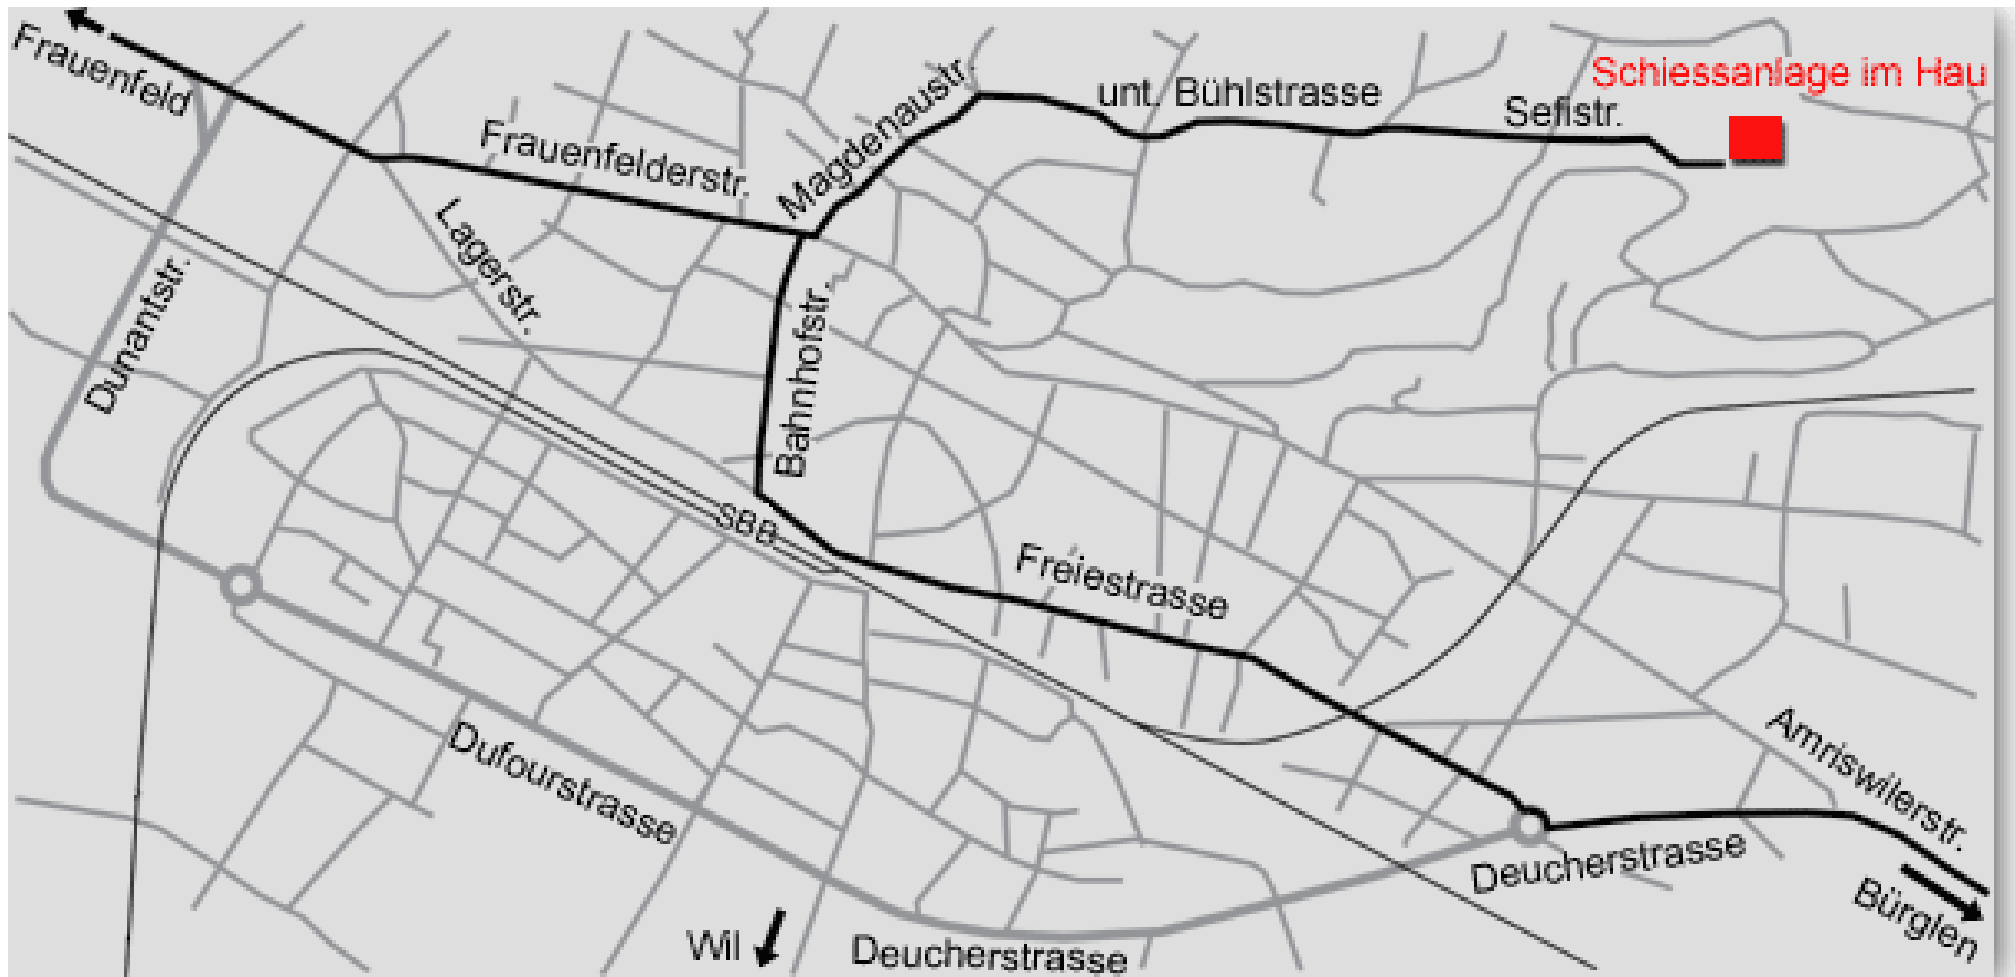 Frauenfeld
Schiessanlage im Hau
unt. Bühlstrasse
Sefistr.
Magdenaustr.
Frauenfelderstr.
Lagerstr.
Dunantstr.
Bahnhofstr.
SBB
Freiestrasse
Dufourstrasse
Amriswilerstr.
Deucherstrasse
Bürglen
Wil
Deucherstrasse